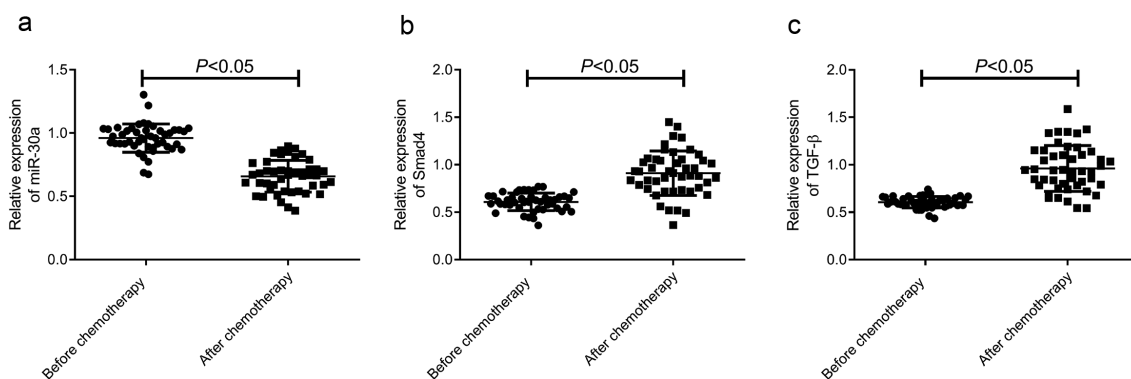 a
P<0.05
Relative expression
of miR-30a
1.5
1.0
0.5
0.0
Before chemotherapy
After chemotherapy
b
P<0.05
Relative expression
of Smad4
2.0
1.5
1.0
0.5
0.0
Before chemotherapy
After chemotherapy
c
P<0.05
Relative expression
of TGF-β
2.0
1.5
1.0
0.5
0.0
Before chemotherapy
After chemotherapy